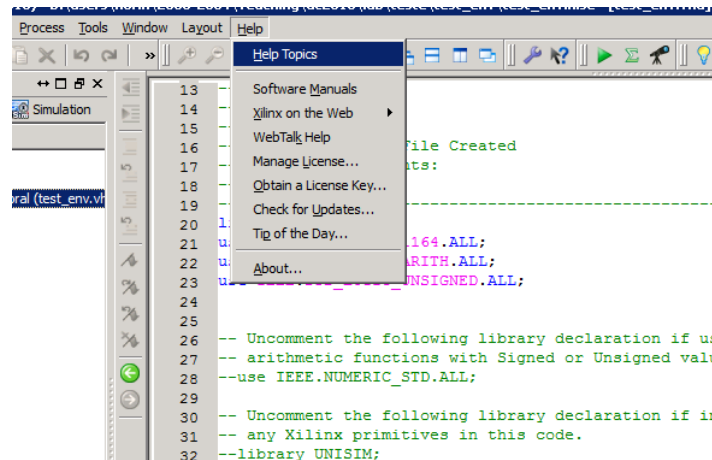 Process Tools Window Layout Help
Help Topics
Software Manuals
Xilinx on the Web
WebTalk Help
Manage License...
Obtain a License Key...
Check for Updates...
Tip of the Day...
About...
Simulation
(test_env.vh
13 --
14 --
15 --
16 -- File Created
17 -- ts:
18 --
19 --
20 l
21 u 164.ALL;
22 u ARITH.ALL;
23 UNSIGNED.ALL;
24
25
26 -- Uncomment the following library declaration if us
27 -- arithmetic functions with Signed or Unsigned valu
28 --use IEEE.NUMERIC_STD.ALL;
29
30 -- Uncomment the following library declaration if in
31 -- any Xilinx primitives in this code.
32 --library UNISIM;